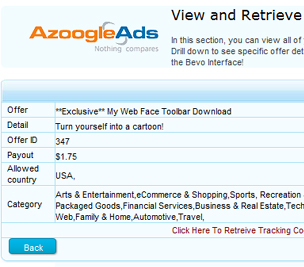 View and Retrieve
AzoogleAds
Nothing compares
In this section, you can view all of
Drill down to see specific offer det
the Bevo Interface!
Offer **Exclusive** My Web Face Toolbar Download
Detail Turn yourself into a cartoon!
Offer ID 347
Payout $1.75
Allowed country USA,
Category Arts & Entertainment,eCommerce & Shopping,Sports, Recreation
Packaged Goods,Financial Services,Business & Real Estate,Tech
Web,Family & Home,Automotive,Travel,
Click Here To Retreive Tracking Co
Back